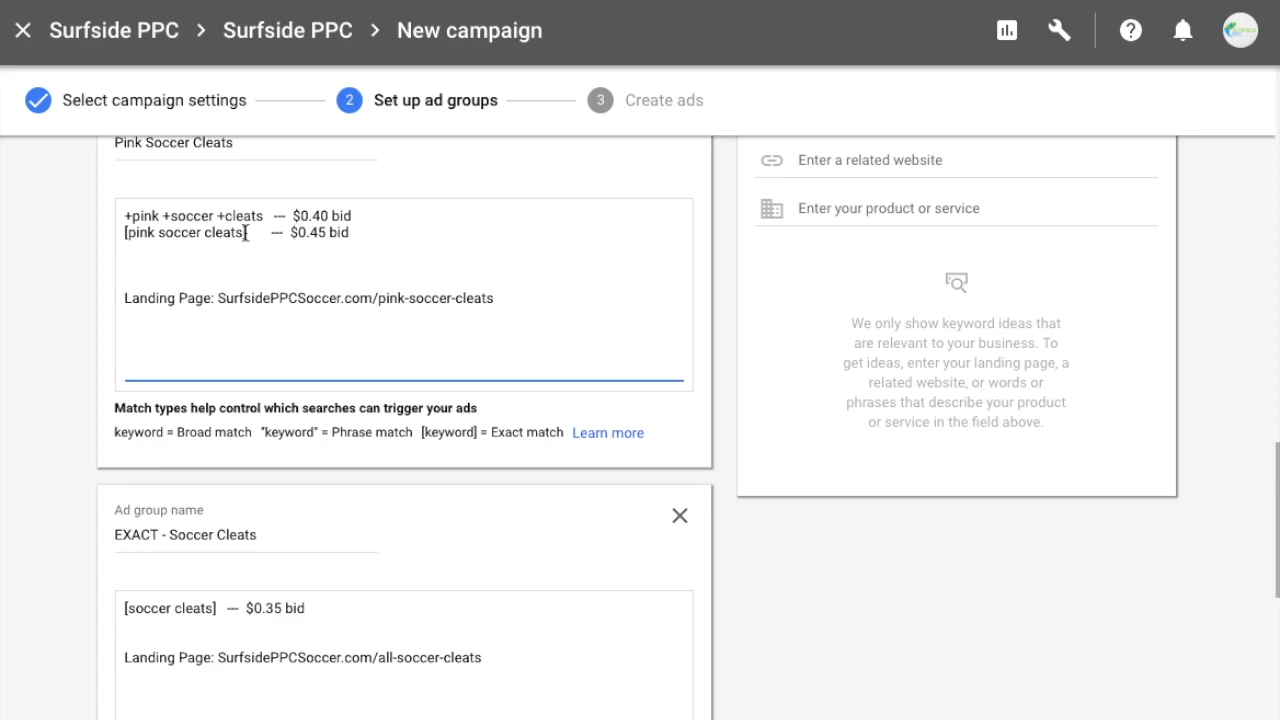 Surfside PPC > Surfside PPC > New campaign
Select campaign settings 2 Set up ad groups 3 Create ads
Pink Soccer Cleats
+pink +soccer +cleats --- $0.40 bid
[pink soccer cleats] --- $0.45 bid
Landing Page: SurfsidePPCSoccer.com/pink-soccer-cleats
Match types help control which searches can trigger your ads
keyword = Broad match "keyword" = Phrase match [keyword] = Exact match Learn more
Enter a related website
Enter your product or service
We only show keyword ideas that
are relevant to your business. To
get ideas, enter your landing page, a
related website, or words or
phrases that describe your product
or service in the field above.
Ad group name
EXACT - Soccer Cleats
[soccer cleats] --- $0.35 bid
Landing Page: SurfsidePPCSoccer.com/all-soccer-cleats